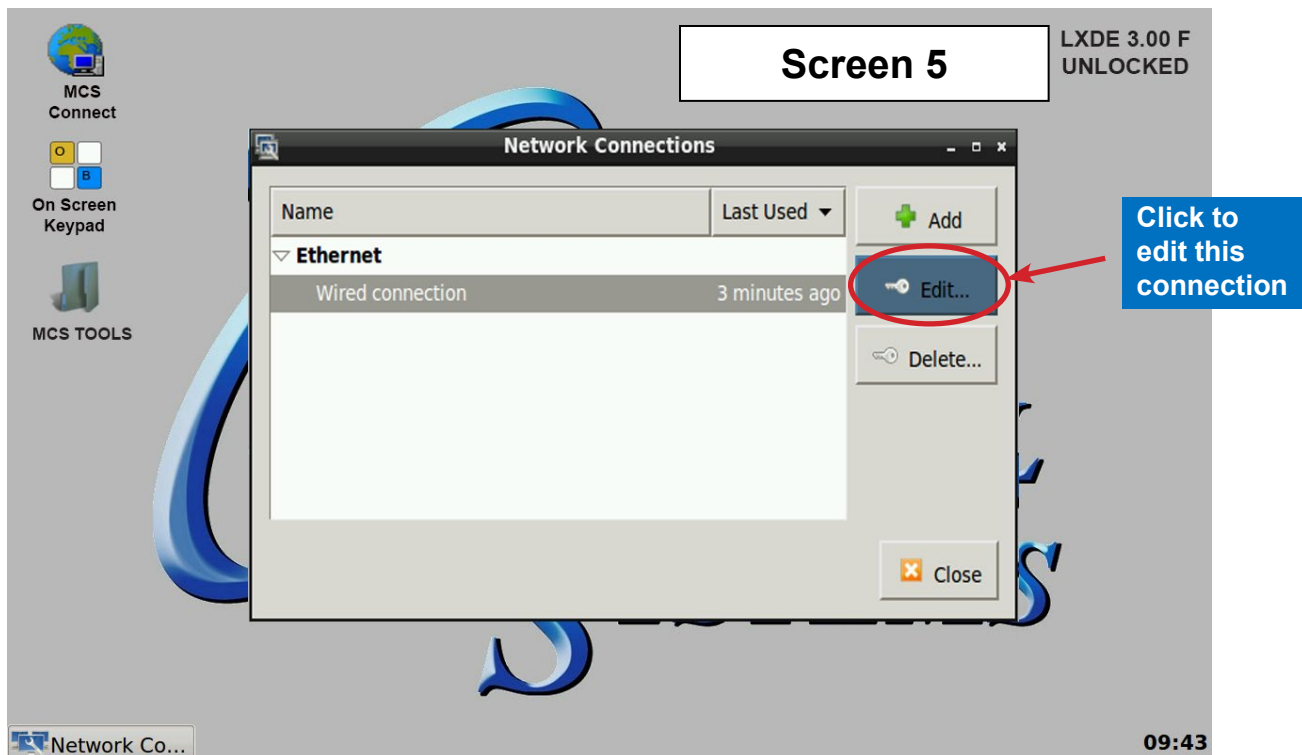 Screen 5
LXDE 3.00 F
UNLOCKED
MCS
Connect
O
B
On Screen
Keypad
MCS TOOLS
Network Connections
Name
Last Used
Add
Ethernet
Wired connection
3 minutes ago
Edit...
Delete...
Close
Click to
edit this
connection
Network Co...
09:43